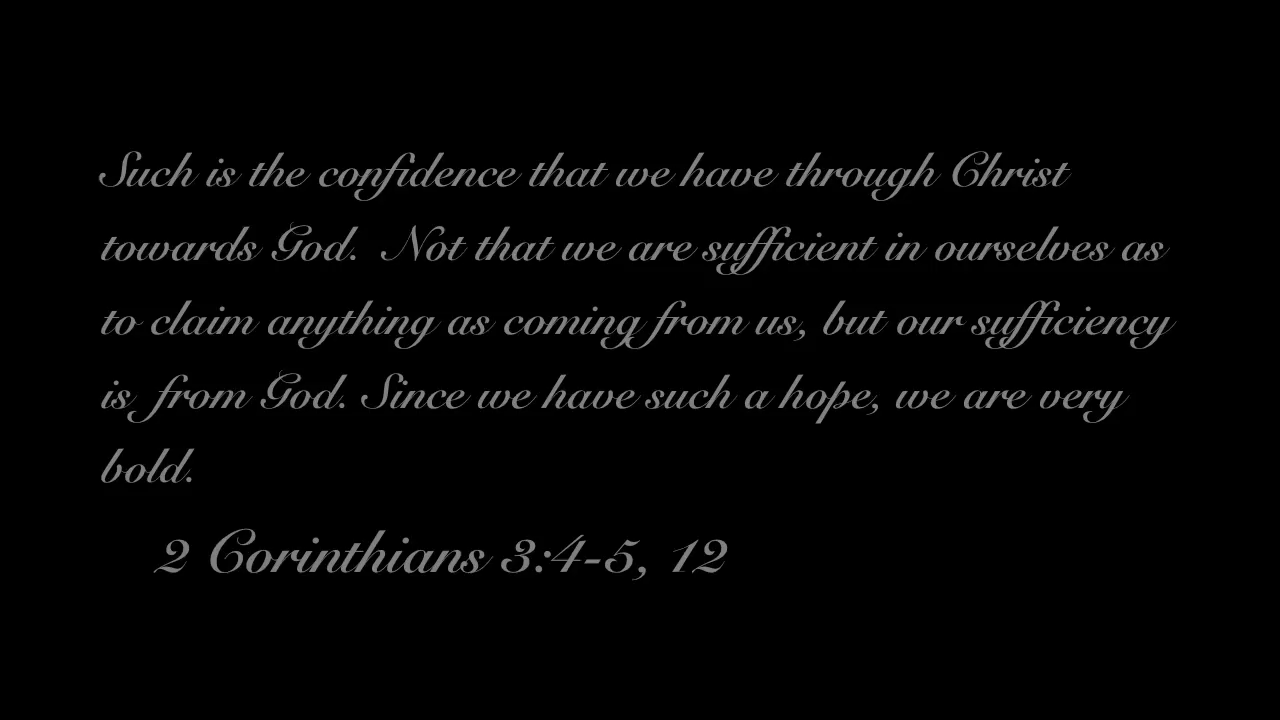 Such is the confidence that we have through Christ
towards God. Not that we are sufficient in ourselves as
to claim anything as coming from us, but our sufficiency
is from God. Since we have such a hope, we are very
bold.
2 Corinthians 3:4-5, 12